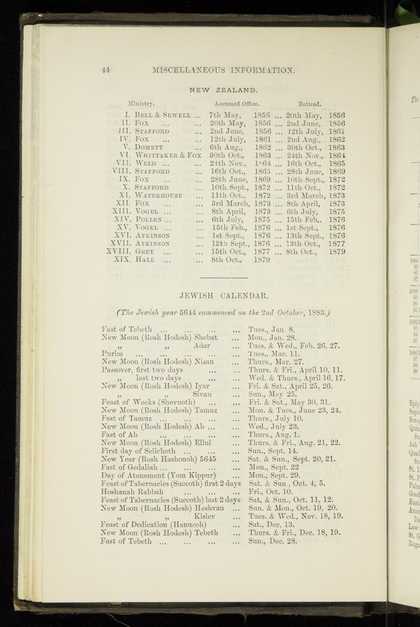 44 MISCELLANEOUS INFORMATION.
NEW ZEALAND.
Ministry. Assumed Office. Retired.
I. BELL & SEWELL ... 7th May, 1856 ... 20th May, 1856
II. FOX ... ... 20th May, 1856 ... 2nd June, 1856
III. STAFFORD ... 2nd June, 1856 ... 12th July, 1861
IV. FOX ... ... 12th July, 1861 ... 2nd Aug., 1862
V. DOMETT ... 6th Aug., 1862 ... 30th Oct., 1863
VI. WHITTAKER & FOX 30th Oct., 1863 ... 24th Nov., 1864
VII. WELD ... ... 24th Nov., 1864 ... 16th Oct., 1865
VIII. STAFFORD ... 16th Oct., 1865 ... 28th June, 1869
IX. FOX ... ... 28th June, 1869 ... 10th Sept., 1872
X. STAFFORD ... 10th Sept., 1872 ... 11th Oct., 1872
XI. WATERHOUSE ... 11th Oct., 1872 ... 3rd March, 1873
XII. FOX ... ... 3rd March, 1873 ... 8th April, 1873
XIII. VOGEL ... ... 8th April, 1873 ... 6th July, 1875
XIV. POLLEN ... ... 6th July, 1875 ... 15th Feb., 1876
XV. VOGEL ... ... 15th Feb., 1876 ... 1st Sept., 1876
XVI. ATKINSON ... 1st Sept., 1876 ... 13th Sept., 1876
XVII. ATKINSON ... 13th Sept., 1876 ... 13th Oct., 1877
XVIII. GREY ... ... 15th Oct., 1877 ... 8th Oct., 1879
XIX. HALL ... ... 8th Oct., 1879
JEWISH CALENDAR.
(The Jewish year 5644 commenced on the 2nd October, 1883.)
Fast of Tebeth ... ... ... ... Tues., Jan. 8.
New Moon (Rosh Hodesh) Shebat ... Mon., Jan. 28.
„ „ Adar ... Tues. & Wed., Feb. 26, 27.
Purim ... ... ... ... ... Tues., Mar. 11.
New Moon (Rosh Hodesh) Nisan ... Thurs., Mar. 27.
Passover, first two days ... ... Thurs. & Fri., April 10, 11.
„ last two days ... ... Wed. & Thurs., April 16, 17.
New Moon (Rosh Hodesh) Iyar ... Fri. & Sat., April 25, 26.
„ „ Sivan ... Sun., May 25.
Feast of Weeks (Shevuoth) ... ... Fri. & Sat., May 30, 31.
New Moon (Rosh Hodesh) Tamuz ... Mon. & Tues., June 23, 24.
Fast of Tamuz ... ... ... ... Thurs., July 10.
New Moon (Rosh Hodesh) Ab ... ... Wed., July 23.
Fast of Ab ... ... ... ... Thurs., Aug. 1.
New Moon (Rosh Hodesh) Ellul ... Thurs. & Fri., Aug. 21, 22.
First day of Selichoth ... ... ... Sun., Sept. 14.
New Year (Rosh Hashonoh) 5645 ... Sat. & Sun., Sept. 20, 21.
Fast of Gedaliah ... ... ... ... Mon., Sept. 22
Day of Atonement (Yom Kippur) ... Mon., Sept. 29.
Feast of Tabernacles (Succoth) first 2 days Sat. & Sun., Oct. 4, 5.
Hoshanah Rabbah ... ... ... Fri., Oct. 10.
Feast of Tabernacles (Succoth) last 2 days Sat. & Sun., Oct. 11, 12.
New Moon (Rosh Hodesh) Heshvan ... Sun. & Mon., Oct. 19, 20.
„ „ Kislev ... Tues. & Wed., Nov. 18, 19.
Feast of Dedication (Hanucoh) ... Sat., Dec. 13.
New Moon (Rosh Hodesh) Tebeth ... Thurs. & Fri., Dec. 18, 19.
Fast of Tebeth ... ... ... ... Sun., Dec. 28.